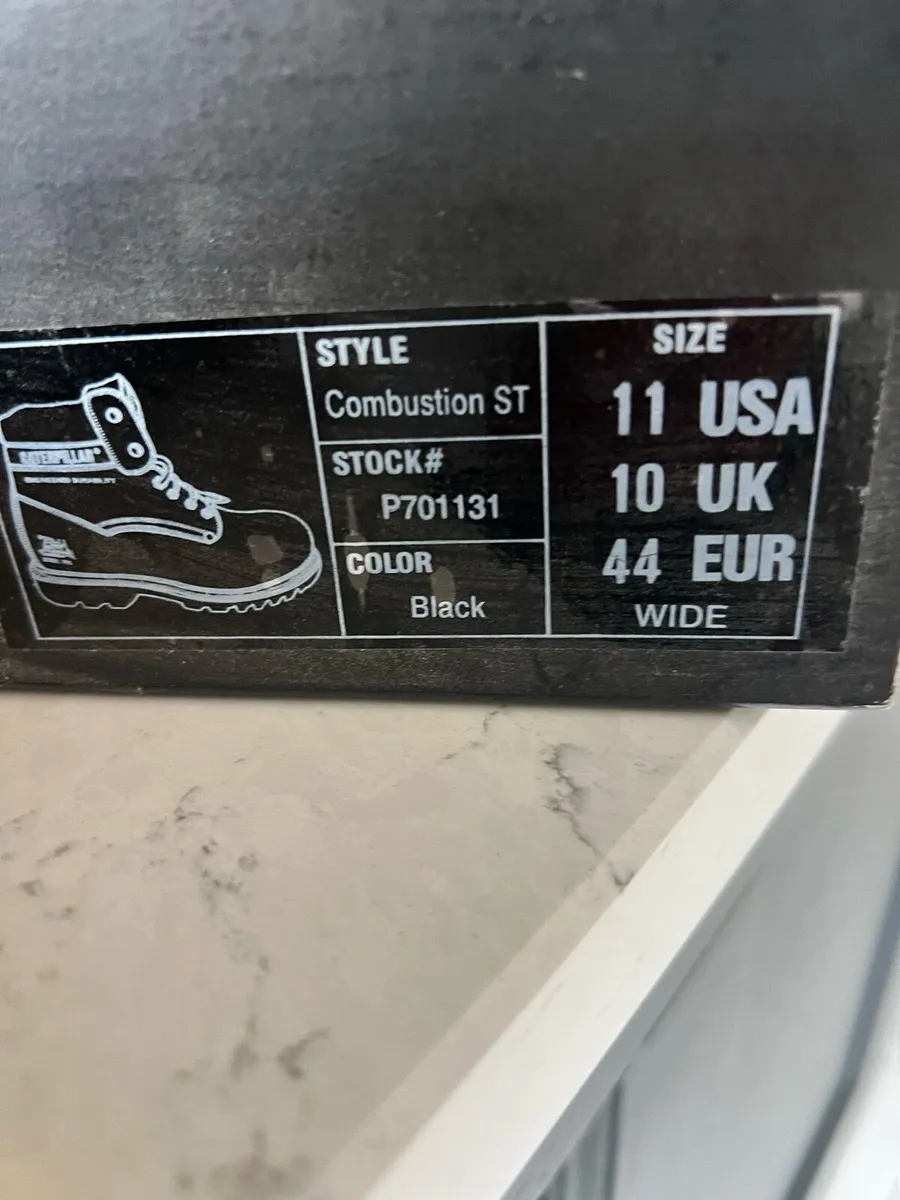 CATERPILLAR
STYLE
Combustion ST
STOCK#
P701131
COLOR
Black
SIZE
11 USA
10 UK
44 EUR
WIDE